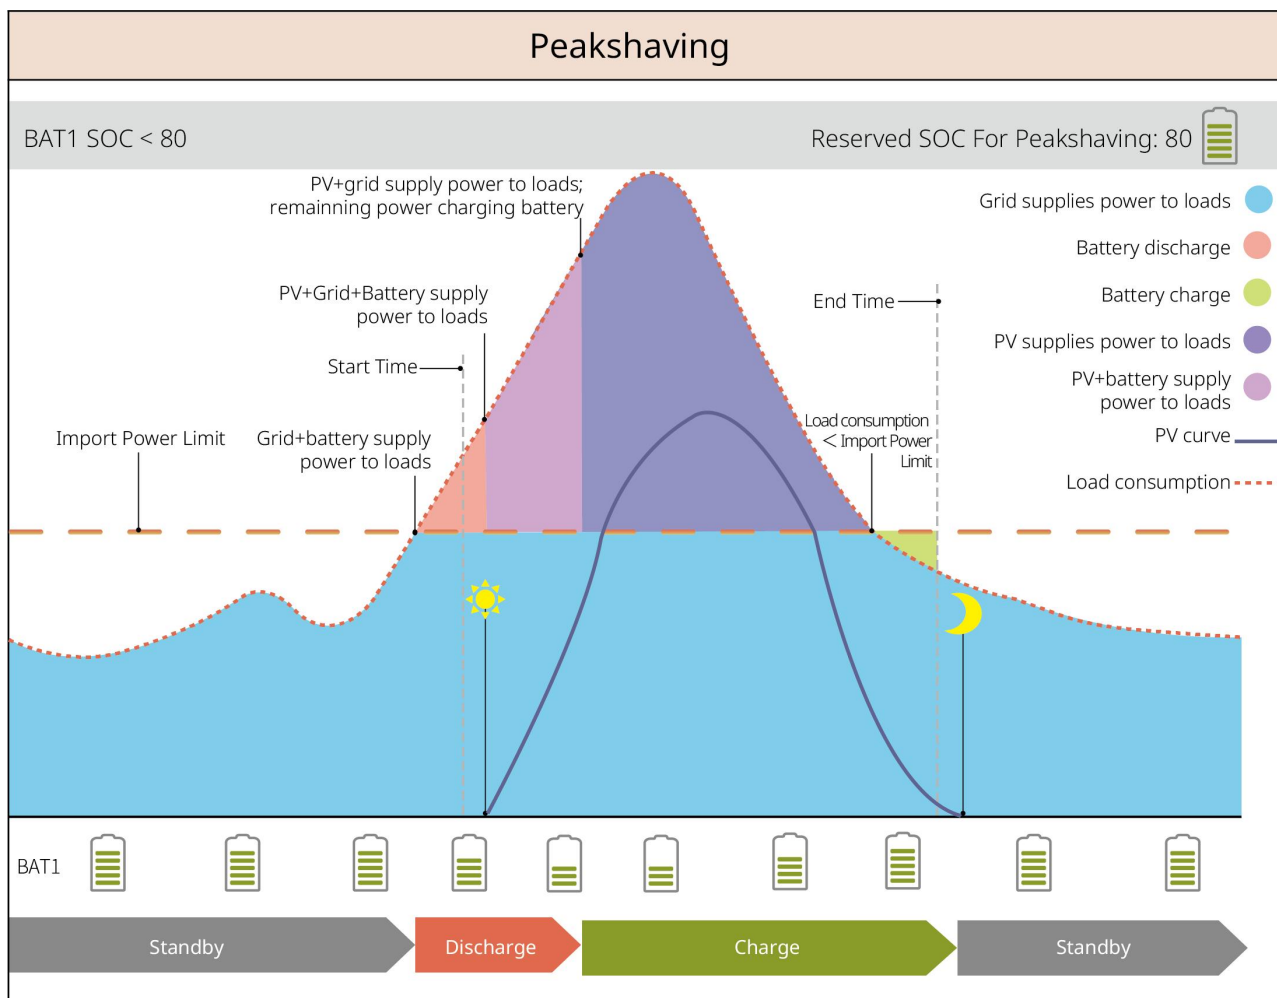 Peakshaving
BAT1 SOC < 80
Reserved SOC For Peakshaving: 80
PV+grid supply power to loads;
remainning power charging battery
Grid supplies power to loads
Battery discharge
Battery charge
PV supplies power to loads
PV+battery supply
power to loads
PV curve
Load consumption
PV+Grid+Battery supply
power to loads
End Time
Start Time
Import Power Limit
Grid+battery supply
power to loads
Load consumption
< Import Power
Limit
BAT1
Standby
Discharge
Charge
Standby